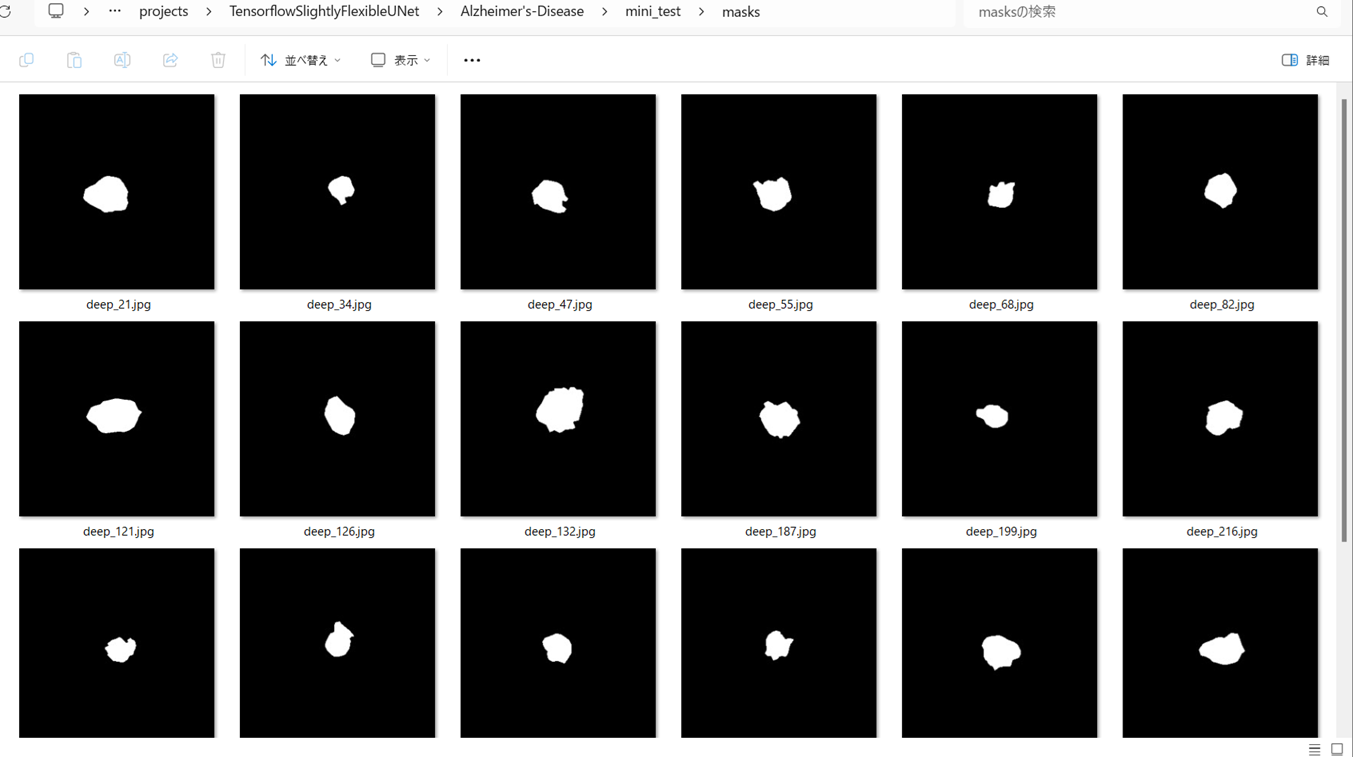 projects > TensorflowSlightlyFlexibleUNet > Alzheimer's-Disease > mini_test > masks
masksの検索
並べ替え
表示
詳細
deep_21.jpg
deep_34.jpg
deep_47.jpg
deep_55.jpg
deep_68.jpg
deep_82.jpg
deep_121.jpg
deep_126.jpg
deep_132.jpg
deep_187.jpg
deep_199.jpg
deep_216.jpg